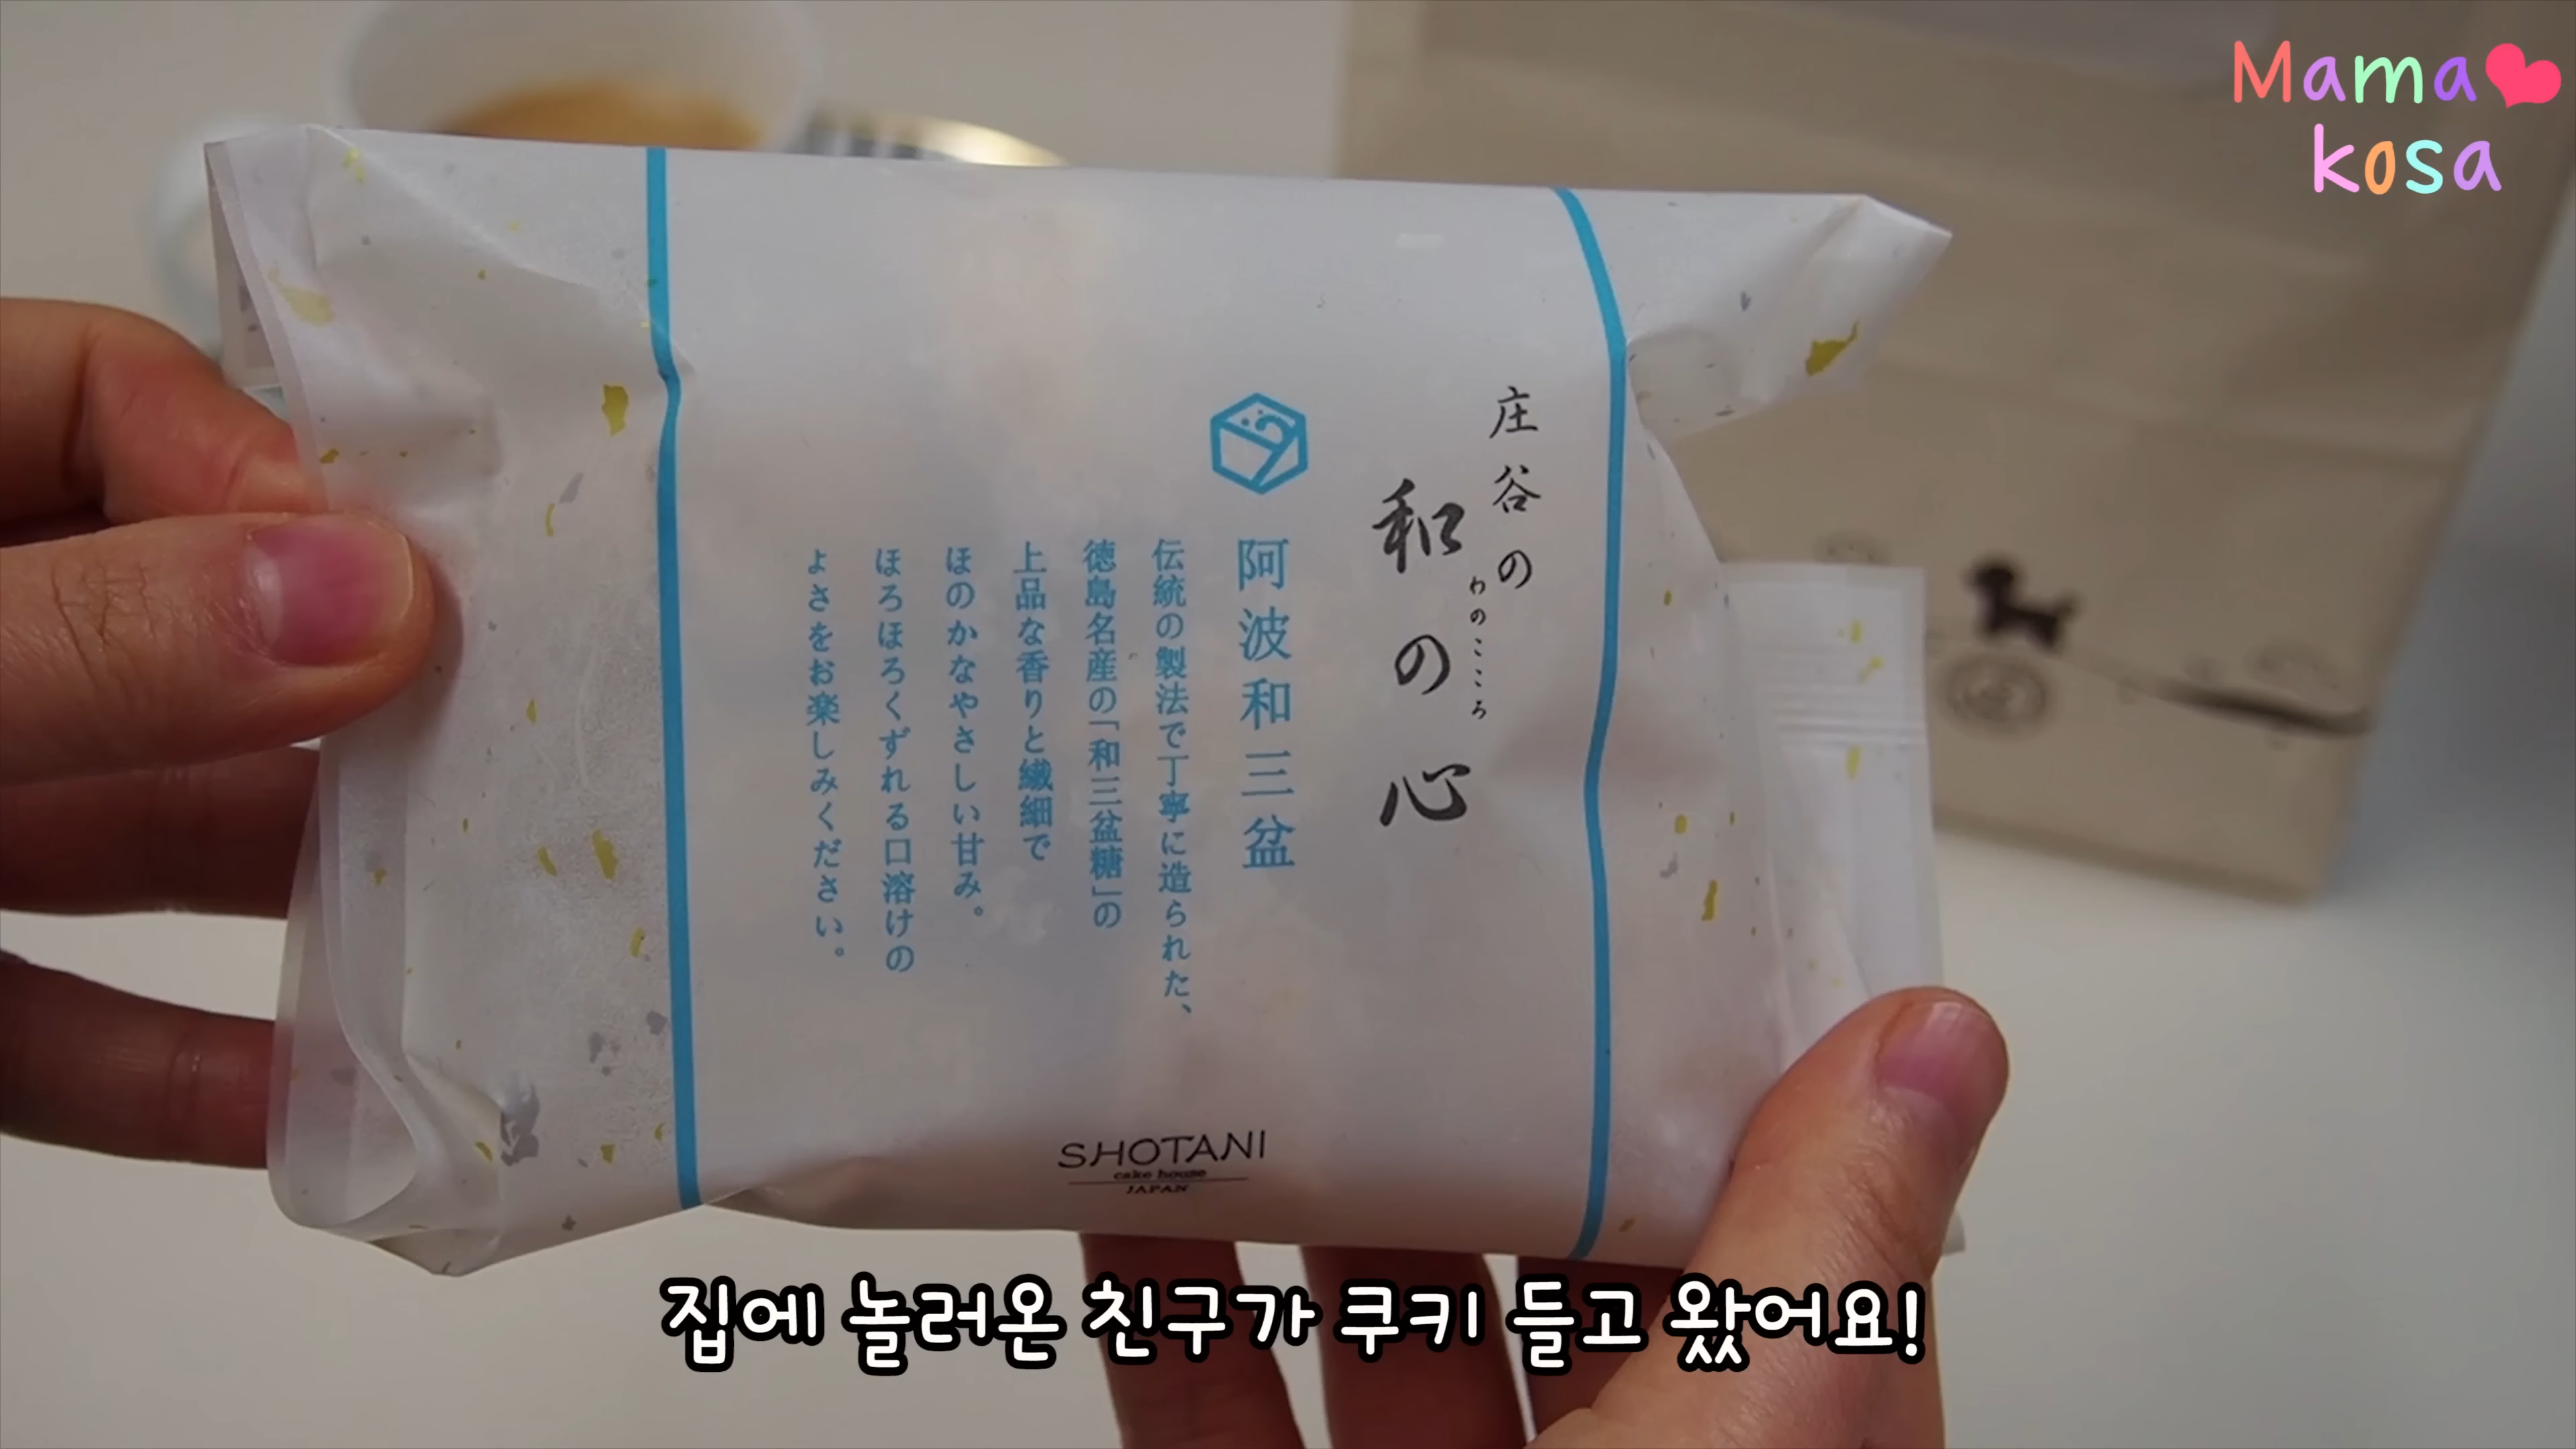 Mama
kosa
庄谷の
和の心
わのこころ
阿波和三盆
伝統の製法で丁寧に造られた、
徳島名産の「和三盆糖」の
上品な香りと繊細で
ほのかなやさしい甘み。
ほろほろくずれる口溶けの
よさをお楽しみください。
SHOTANI
cake house
JAPAN
집에 놀러온 친구가 쿠키 들고 왔어요!